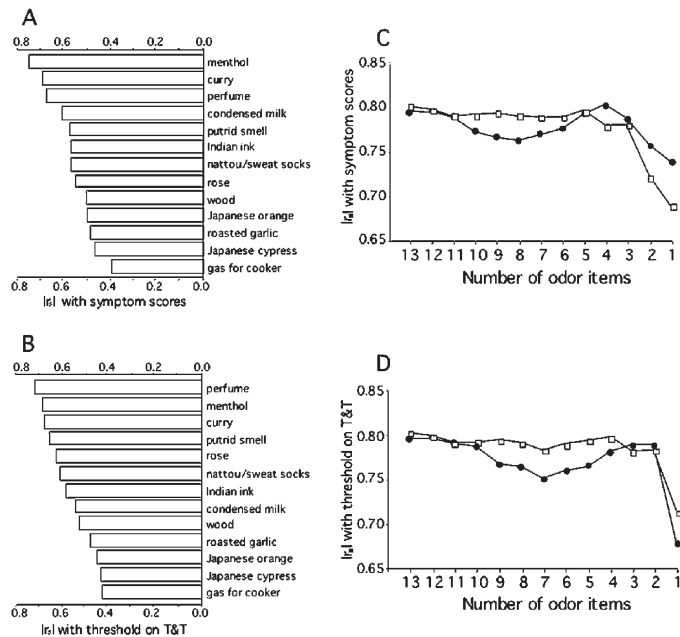 A
0.8 0.6 0.4 0.2 0.0
menthol
curry
perfume
condensed milk
putrid smell
Indian ink
nattou/sweat socks
rose
wood
Japanese orange
roasted garlic
Japanese cypress
gas for cooker
0.8 0.6 0.4 0.2 0.0
|rs| with symptom scores
B
0.8 0.6 0.4 0.2 0.0
perfume
menthol
curry
putrid smell
rose
nattou/sweat socks
Indian ink
condensed milk
wood
roasted garlic
Japanese orange
Japanese cypress
gas for cooker
0.8 0.6 0.4 0.2 0.0
|rs| with threshold on T&T
C
|rs| with symptom scores
0.85
0.80
0.75
0.70
0.65
13 12 11 10 9 8 7 6 5 4 3 2 1
Number of odor items
D
|rs| with threshold on T&T
0.85
0.80
0.75
0.70
0.65
13 12 11 10 9 8 7 6 5 4 3 2 1
Number of odor items